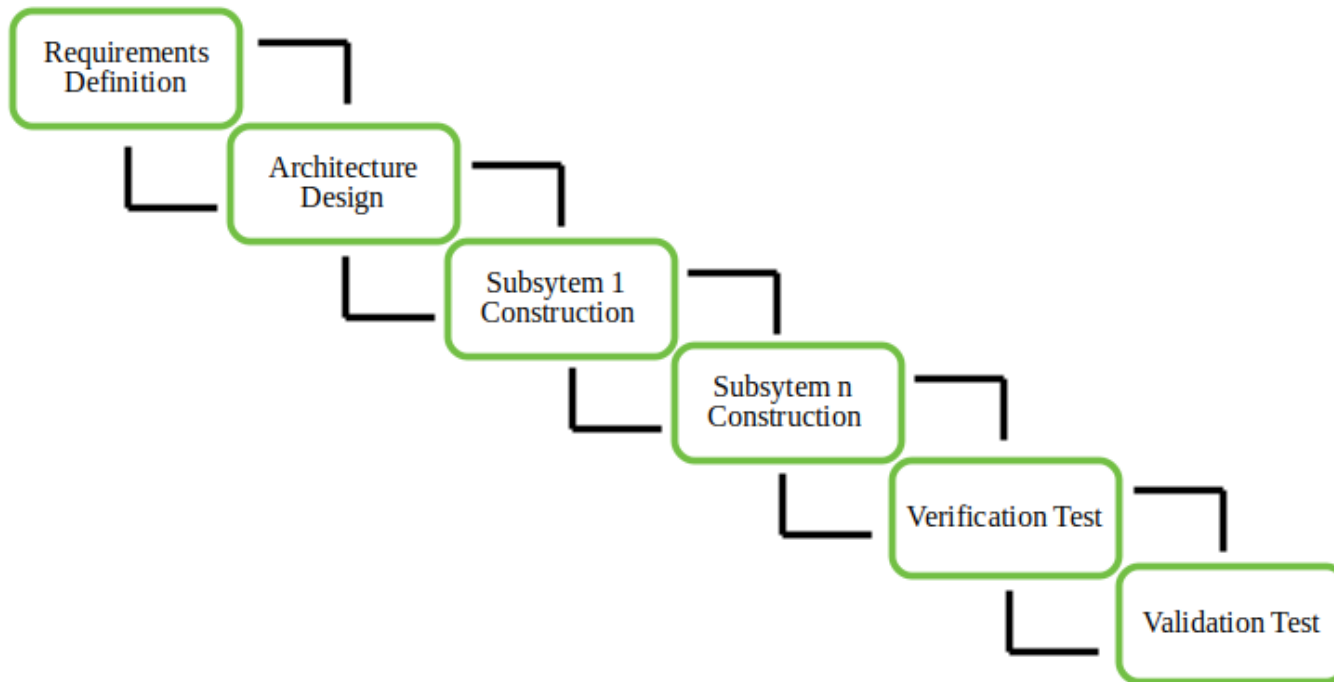 Requirements
Definition
Architecture
Design
Subsytem 1
Construction
Subsytem n
Construction
Verification Test
Validation Test